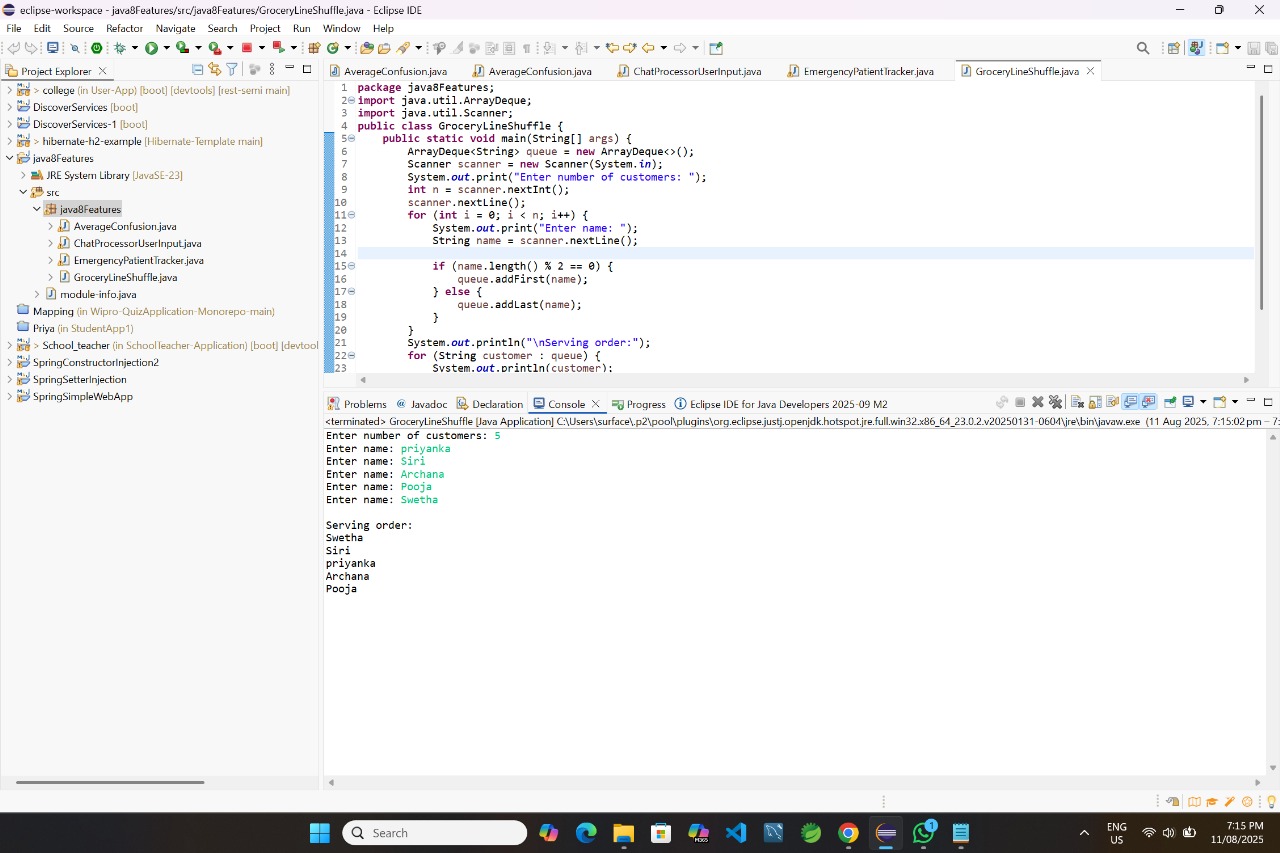 eclipse-workspace - java8Features/src/java8Features/GroceryLineShuffle.java - Eclipse IDE
File Edit Source Refactor Navigate Search Project Run Window Help
Project Explorer
AverageConfusion.java AverageConfusion.java ChatProcessorUserInput.java EmergencyPatientTracker.java GroceryLineShuffle.java
> college (in User-App) [boot] [devtools] [rest-semi main]
DiscoverServices [boot]
DiscoverServices-1 [boot]
> hibernate-h2-example [Hibernate-Template main]
java8Features
JRE System Library [JavaSE-23]
src
java8Features
AverageConfusion.java
ChatProcessorUserInput.java
EmergencyPatientTracker.java
GroceryLineShuffle.java
module-info.java
Mapping (in Wipro-QuizApplication-Monorepo-main)
Priya (in StudentApp1)
> School_teacher (in SchoolTeacher-Application) [boot] [devtool
SpringConstructorInjection2
SpringSetterInjection
SpringSimpleWebApp
1 package java8Features;
2 import java.util.ArrayDeque;
3 import java.util.Scanner;
4 public class GroceryLineShuffle {
5 public static void main(String[] args) {
6 ArrayDeque<String> queue = new ArrayDeque<>();
7 Scanner scanner = new Scanner(System.in);
8 System.out.print("Enter number of customers: ");
9 int n = scanner.nextInt();
10 scanner.nextLine();
11 for (int i = 0; i < n; i++) {
12 System.out.print("Enter name: ");
13 String name = scanner.nextLine();
14
15 if (name.length() % 2 == 0) {
16 queue.addFirst(name);
17 } else {
18 queue.addLast(name);
19 }
20 }
21 System.out.println("\nServing order:");
22 for (String customer : queue) {
23 System.out.println(customer);
Problems Javadoc Declaration Console Progress Eclipse IDE for Java Developers 2025-09 M2
<terminated> GroceryLineShuffle [Java Application] C:\Users\surface\.p2\pool\plugins\org.eclipse.justj.openjdk.hotspot.jre.full.win32.x86_64_23.0.2.v20250131-0604\jre\bin\javaw.exe (11 Aug 2025, 7:15:02 pm – 7:
Enter number of customers: 5
Enter name: priyanka
Enter name: Siri
Enter name: Archana
Enter name: Pooja
Enter name: Swetha
Serving order:
Swetha
Siri
priyanka
Archana
Pooja
Search
M365
1
ENG
US
7:15 PM
11/08/2025